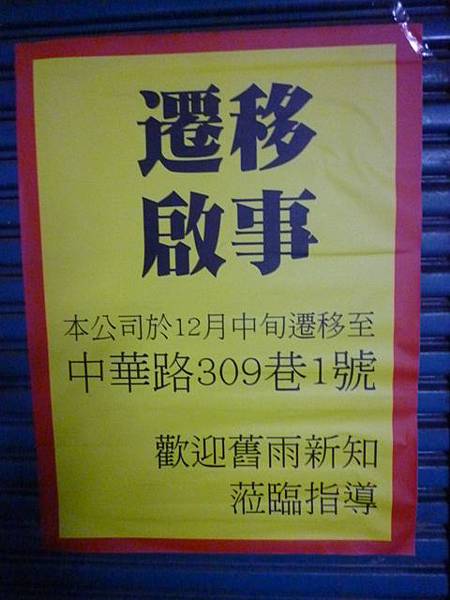 遷移
啟事
本公司於12月中旬遷移至
中華路309巷1號
歡迎舊雨新知
蒞臨指導